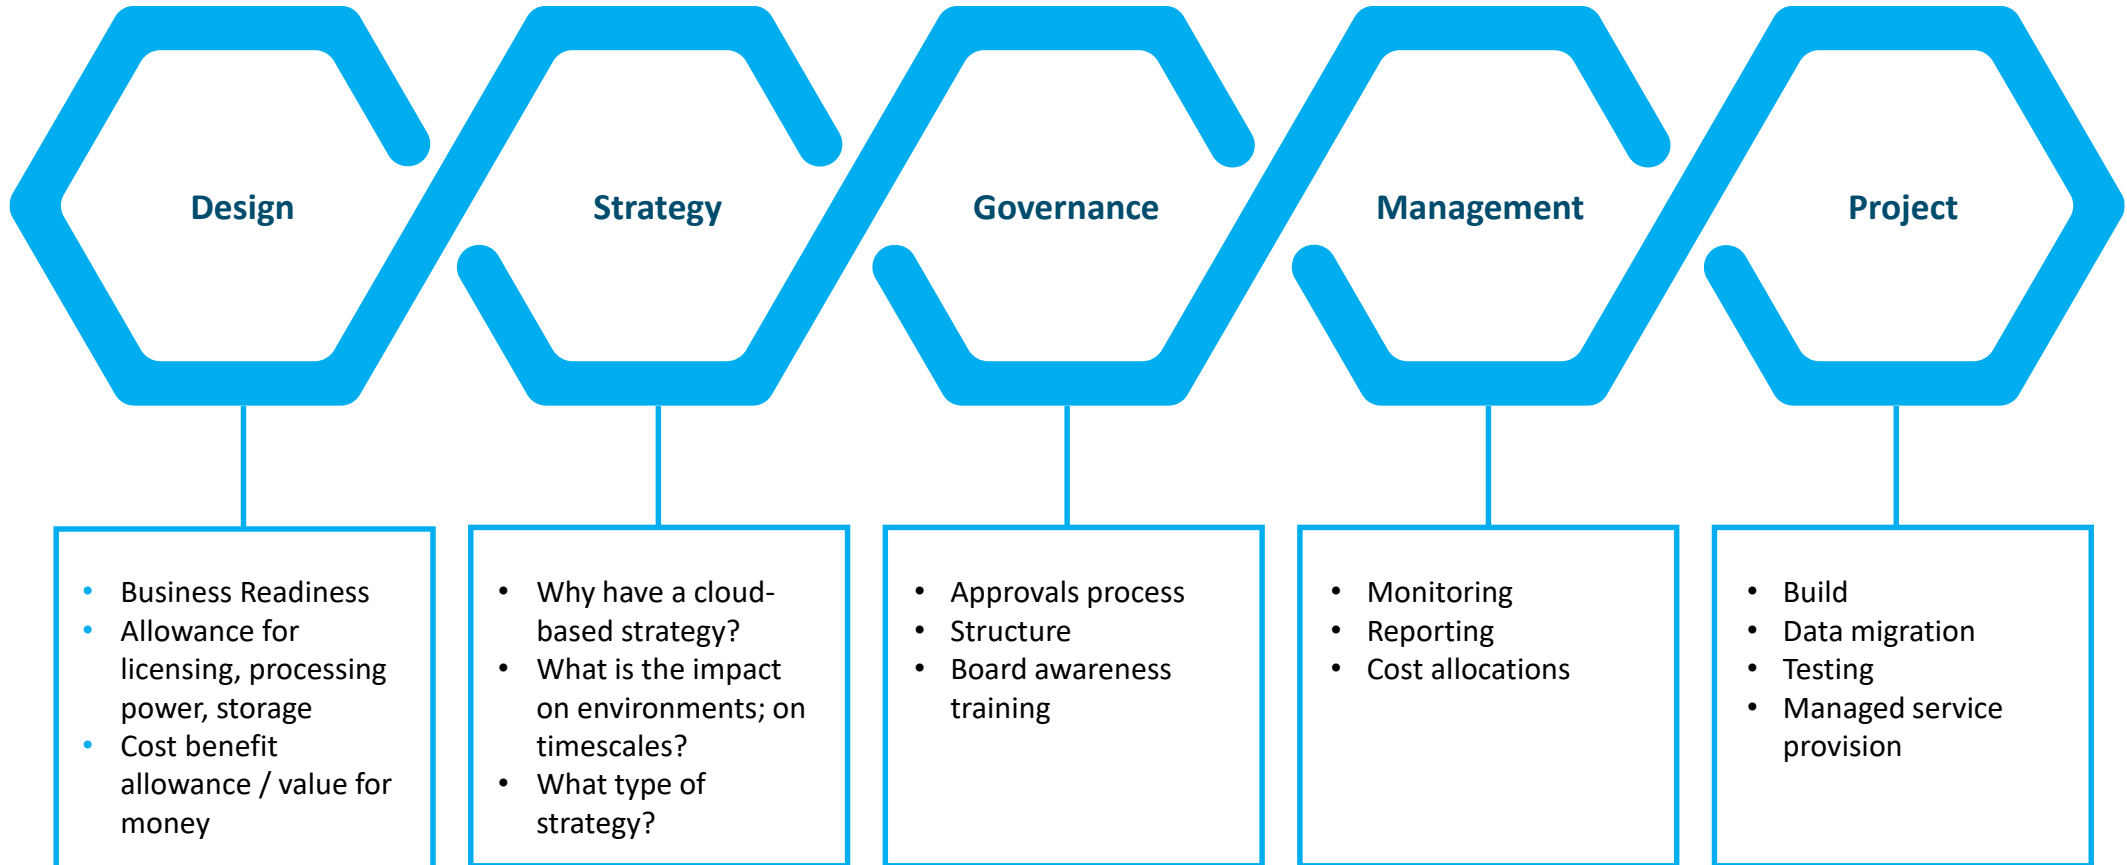 Design
Strategy
Governance
Management
Project
• Business Readiness
• Allowance for
licensing, processing
power, storage
• Cost benefit
allowance / value for
money
• Why have a cloud-
based strategy?
• What is the impact
on environments; on
timescales?
• What type of
strategy?
• Approvals process
• Structure
• Board awareness
training
• Monitoring
• Reporting
• Cost allocations
• Build
• Data migration
• Testing
• Managed service
provision